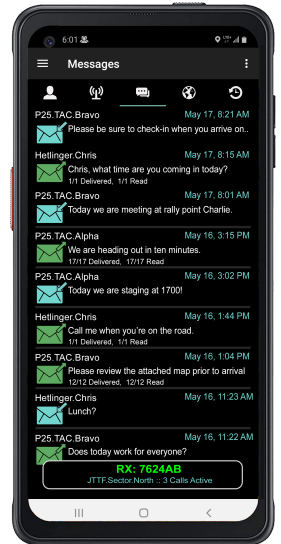 6:01
LTE+
Messages
P25.TAC.Bravo May 17, 8:21 AM
Please be sure to check-in when you arrive on..
Hetlinger.Chris May 17, 8:15 AM
Chris, what time are you coming in today?
1/1 Delivered, 1/1 Read
P25.TAC.Bravo May 17, 8:01 AM
Today we are meeting at rally point Charlie.
P25.TAC.Alpha May 16, 3:15 PM
We are heading out in ten minutes.
17/17 Delivered, 17/17 Read
P25.TAC.Alpha May 16, 3:02 PM
Today we are staging at 1700!
Hetlinger.Chris May 16, 1:44 PM
Call me when you're on the road.
1/1 Delivered, 1/1 Read
P25.TAC.Bravo May 16, 1:04 PM
Please review the attached map prior to arrival
12/12 Delivered, 12/12 Read
Hetlinger.Chris May 16, 11:23 AM
Lunch?
P25.TAC.Bravo May 16, 11:22 AM
Does today work for everyone?
RX: 7624AB
JTTF.Sector.North :: 3 Calls Active